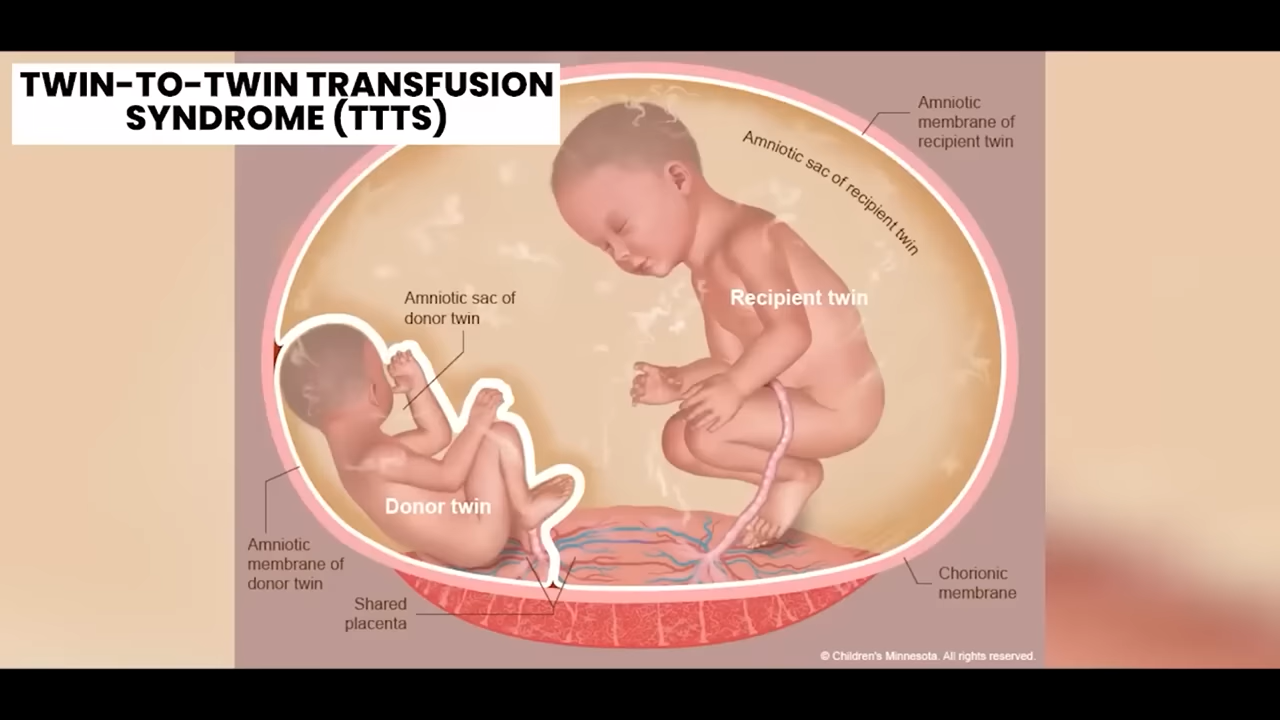 TWIN-TO-TWIN TRANSFUSION
SYNDROME (TTTS)
Amniotic
membrane of
recipient twin
Amniotic sac of recipient twin
Recipient twin
Amniotic sac of
donor twin
Donor twin
Amniotic
membrane of
donor twin
Shared
placenta
Chorionic
membrane
© Children's Minnesota. All rights reserved.